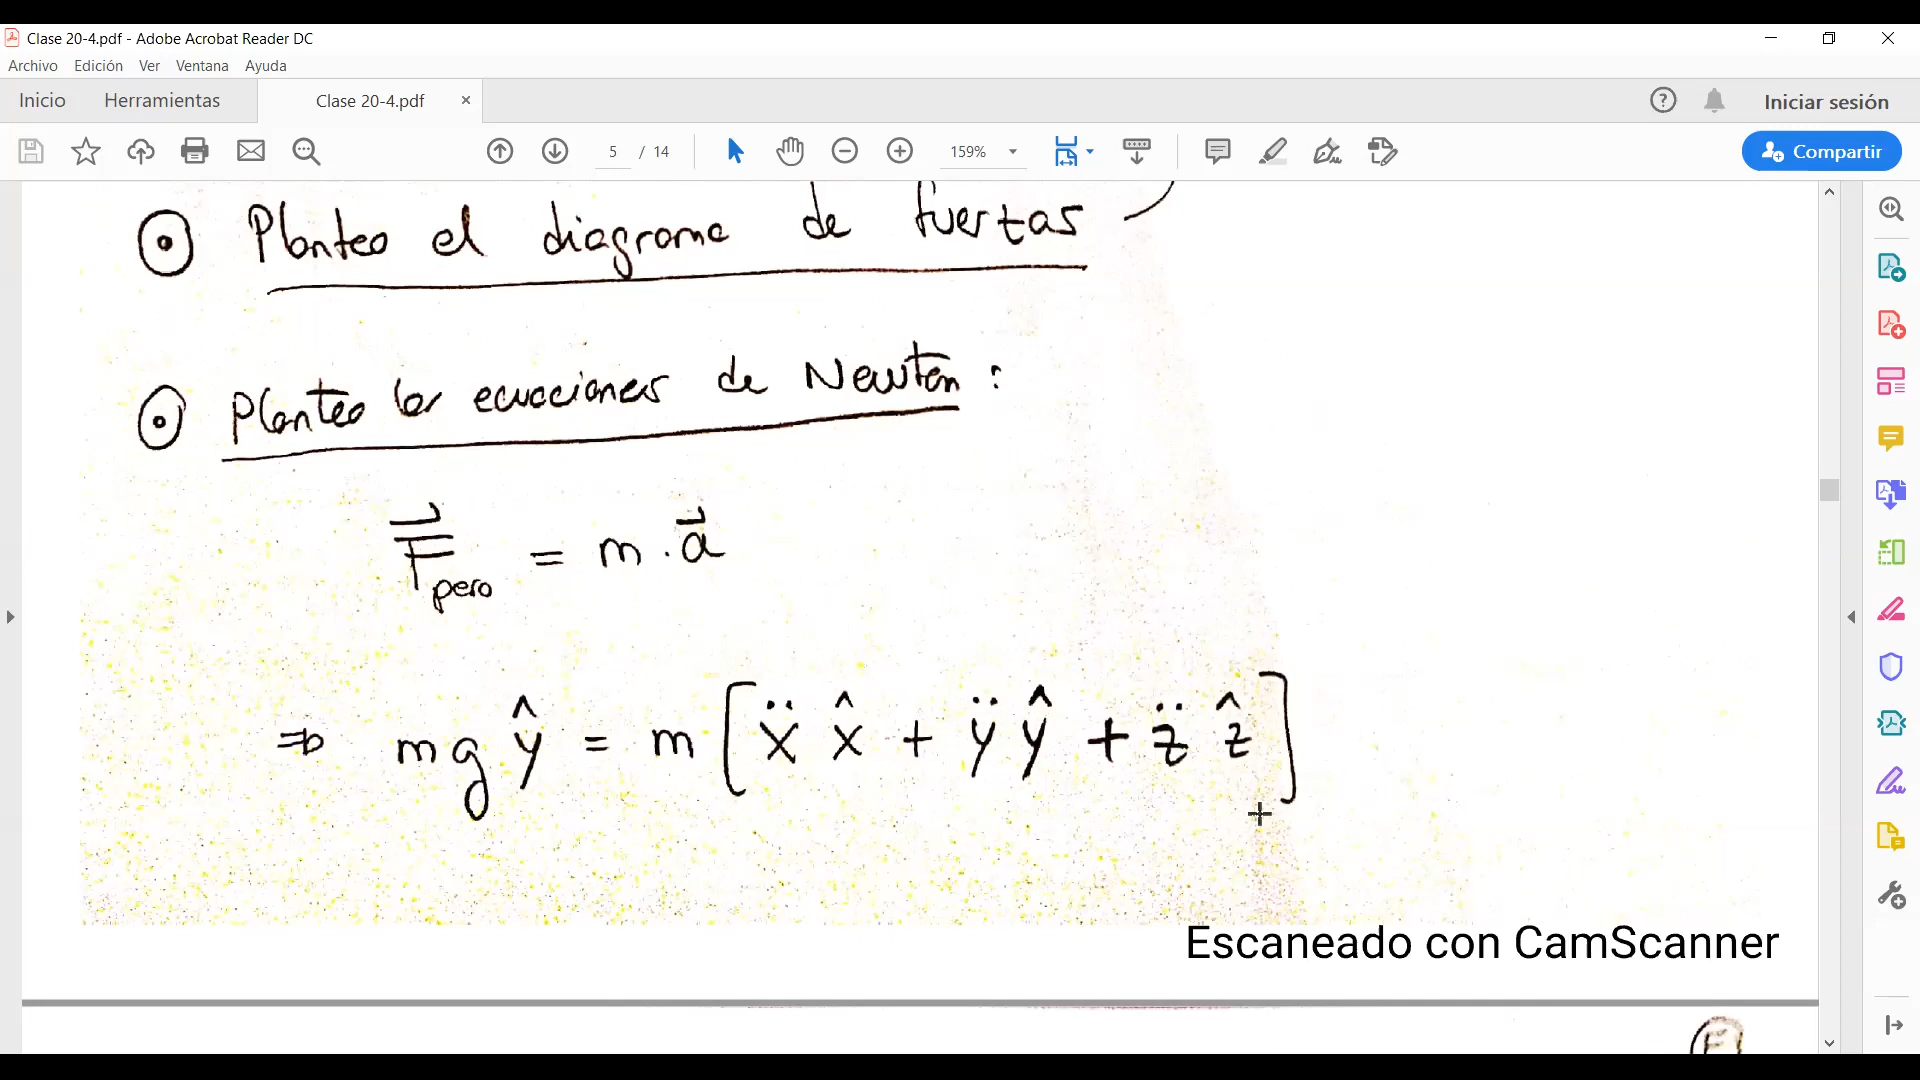 Clase 20-4.pdf - Adobe Acrobat Reader DC
Archivo Edición Ver Ventana Ayuda
Inicio Herramientas Clase 20-4.pdf × Iniciar sesión
5 / 14 159% Compartir
Planteo el diagrama de fuerzas
Planteo las ecuaciones de Newton:
F⃗peso = m . a⃗
⇒ m g ŷ = m [ẍ x̂ + ÿ ŷ + z̈ ẑ]
Escaneado con CamScanner